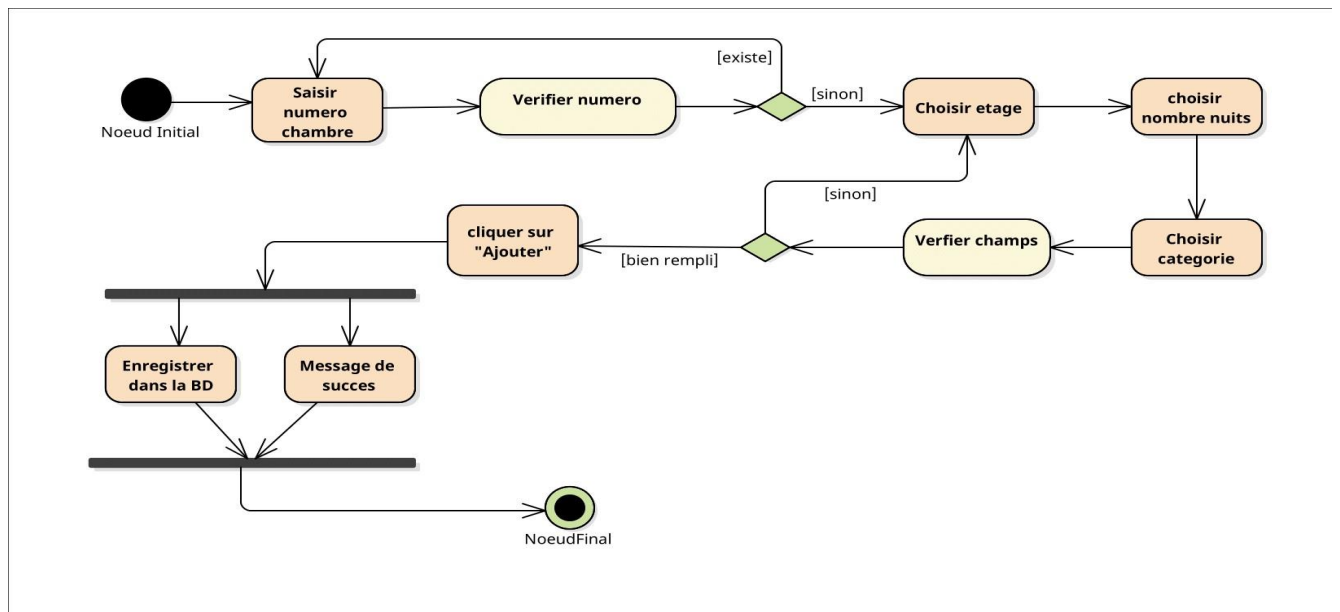 [existe]
Saisir
numero
chambre
Verifier numero
[sinon]
Choisir etage
choisir
nombre nuits
Noeud Initial
[sinon]
cliquer sur
"Ajouter"
[bien rempli]
Verfier champs
Choisir
categorie
Enregistrer
dans la BD
Message de
succes
NoeudFinal